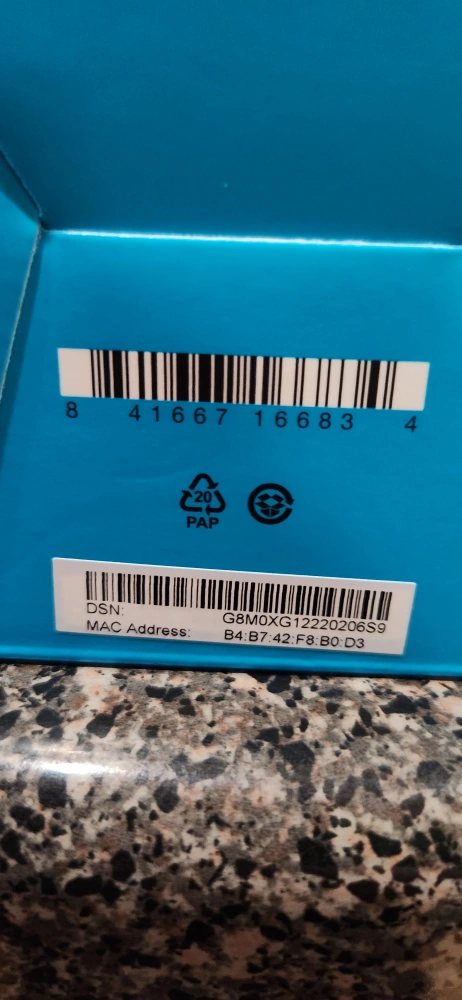 8 41667 16683 4
20
PAP
DSN: G8M0XG12220206S9
MAC Address: B4:B7:42:F8:B0:D3